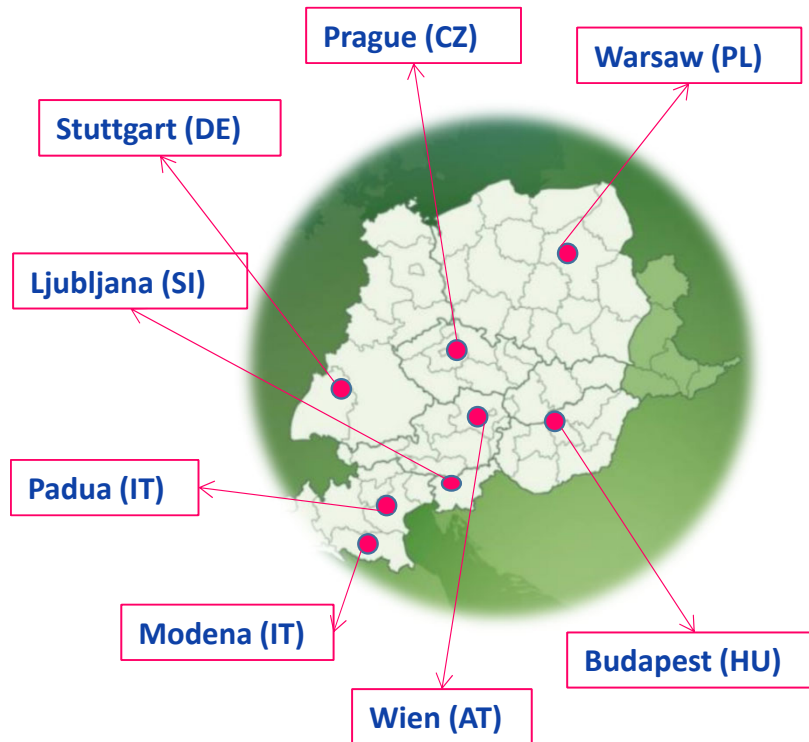 Prague (CZ)
Warsaw (PL)
Stuttgart (DE)
Ljubljana (SI)
Padua (IT)
Modena (IT)
Budapest (HU)
Wien (AT)